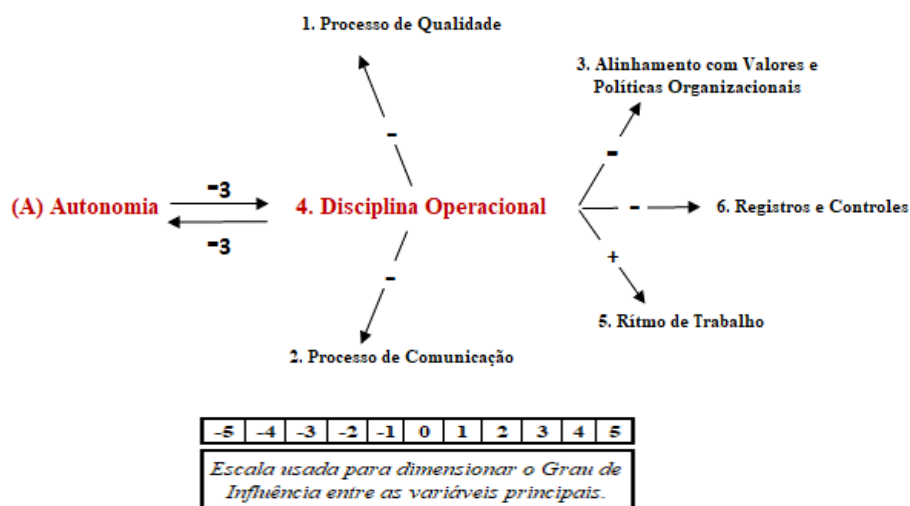 1. Processo de Qualidade
3. Alinhamento com Valores e
Políticas Organizacionais
-
-
(A) Autonomia
-3
-3
4. Disciplina Operacional
-
6. Registros e Controles
+
-
5. Rítmo de Trabalho
2. Processo de Comunicação
-5 -4 -3 -2 -1 0 1 2 3 4 5
Escala usada para dimensionar o Grau de
Influência entre as variáveis principais.